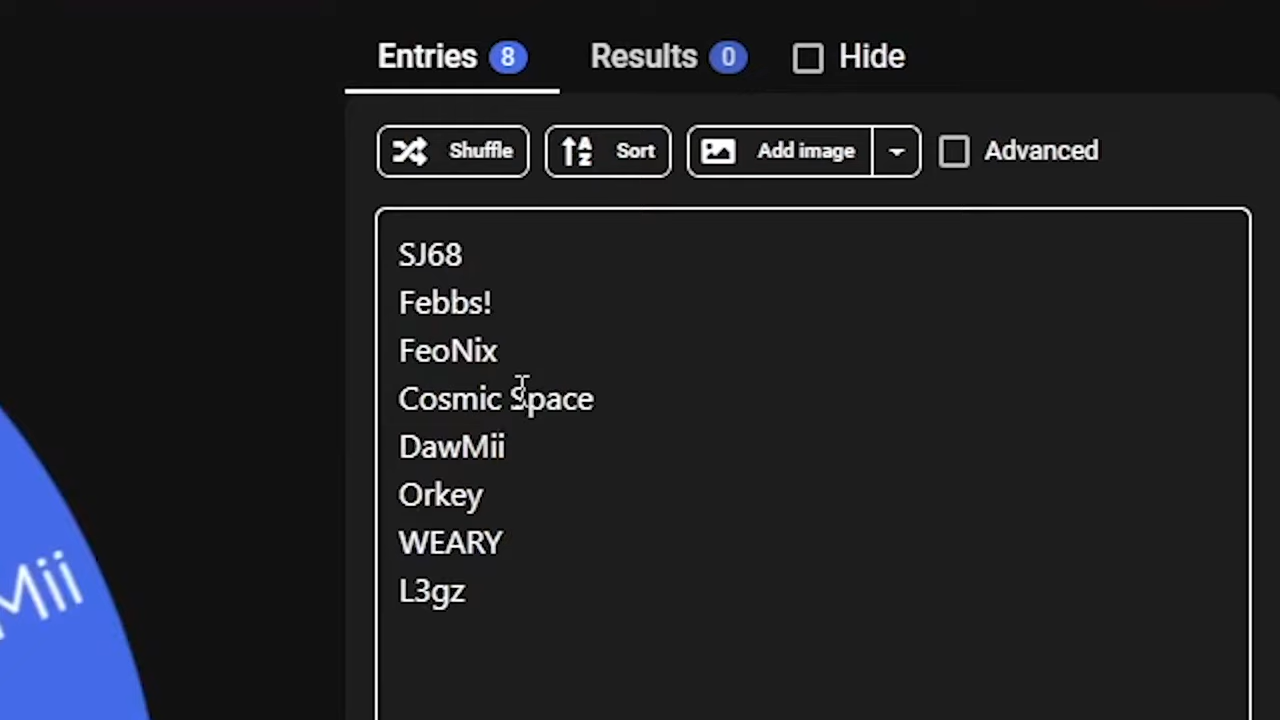 Entries 8 Results 0 Hide
Shuffle Sort Add image Advanced
SJ68
Febbs!
FeoNix
Cosmic Space
DawMii
Orkey
WEARY
L3gz
Mii